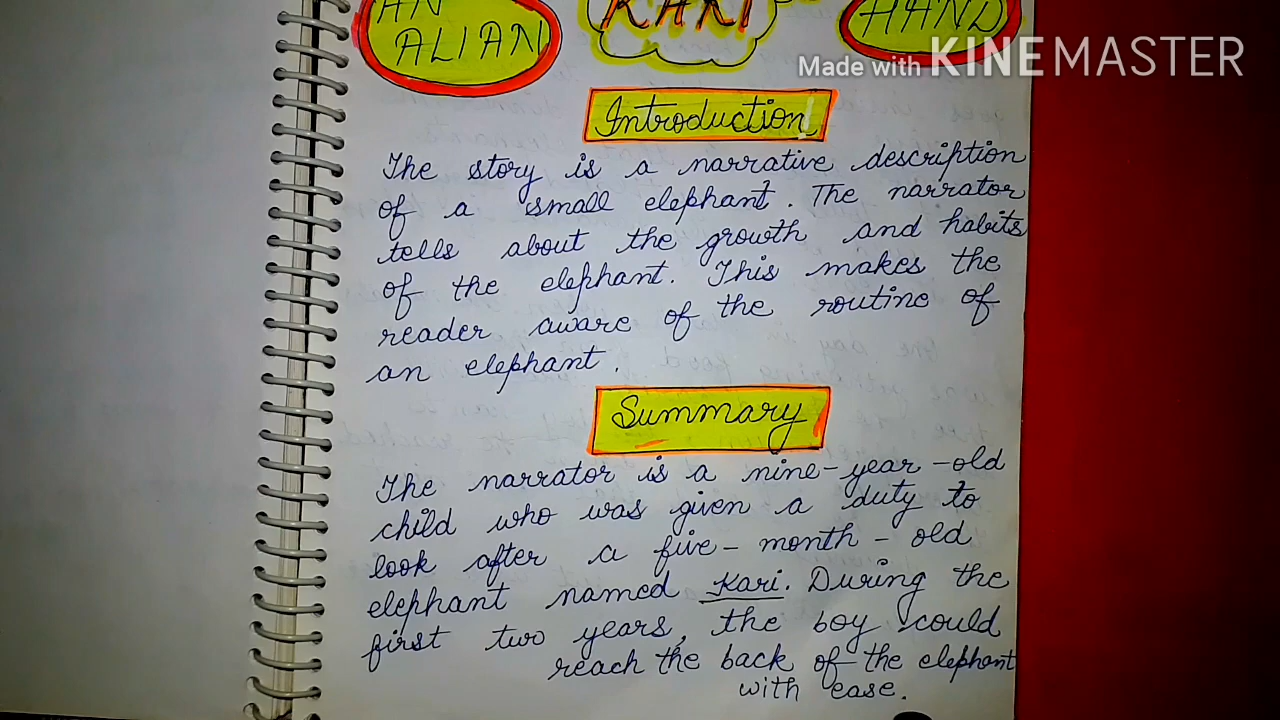 AN KARI HAND
ALIAN
Made with KINEMASTER
Introduction
The story is a narrative description
of a small elephant. The narrator
tells about the growth and habits
of the elephant. This makes the
reader aware of the routine of
an elephant.
Summary
The narrator is a nine-year-old
child who was given a duty to
look after a five-month-old
elephant named Kari. During the
first two years, the boy could
reach the back of the elephant
with ease.